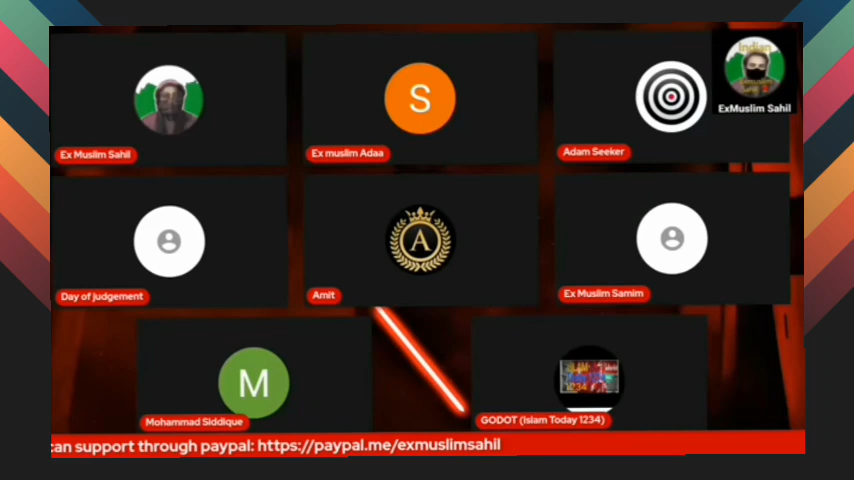 Indian
ExMuslim Sahil
S
Ex Muslim Sahil
Ex muslim Adaa
Adam Seeker
A
Day of judgement
Amit
Ex Muslim Samim
M
1234
Mohammad Siddique
GODOT (Islam Today 1234)
can support through paypal: https://paypal.me/exmuslimsahil